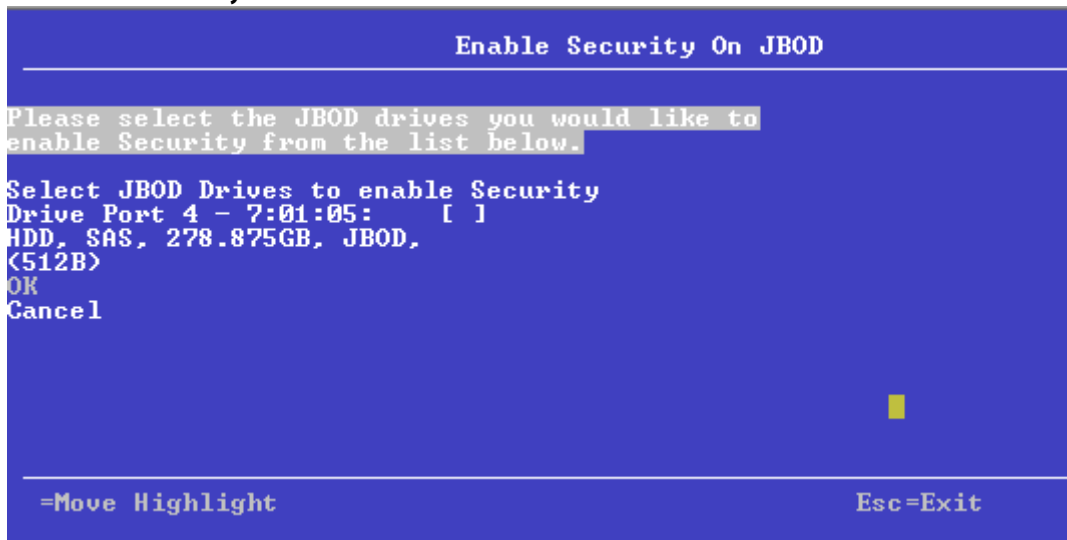 Enable Security On JBOD
Please select the JBOD drives you would like to
enable Security from the list below.
Select JBOD Drives to enable Security
Drive Port 4 - 7:01:05: [ ]
HDD, SAS, 278.875GB, JBOD,
(512B)
OK
Cancel
=Move Highlight Esc=Exit